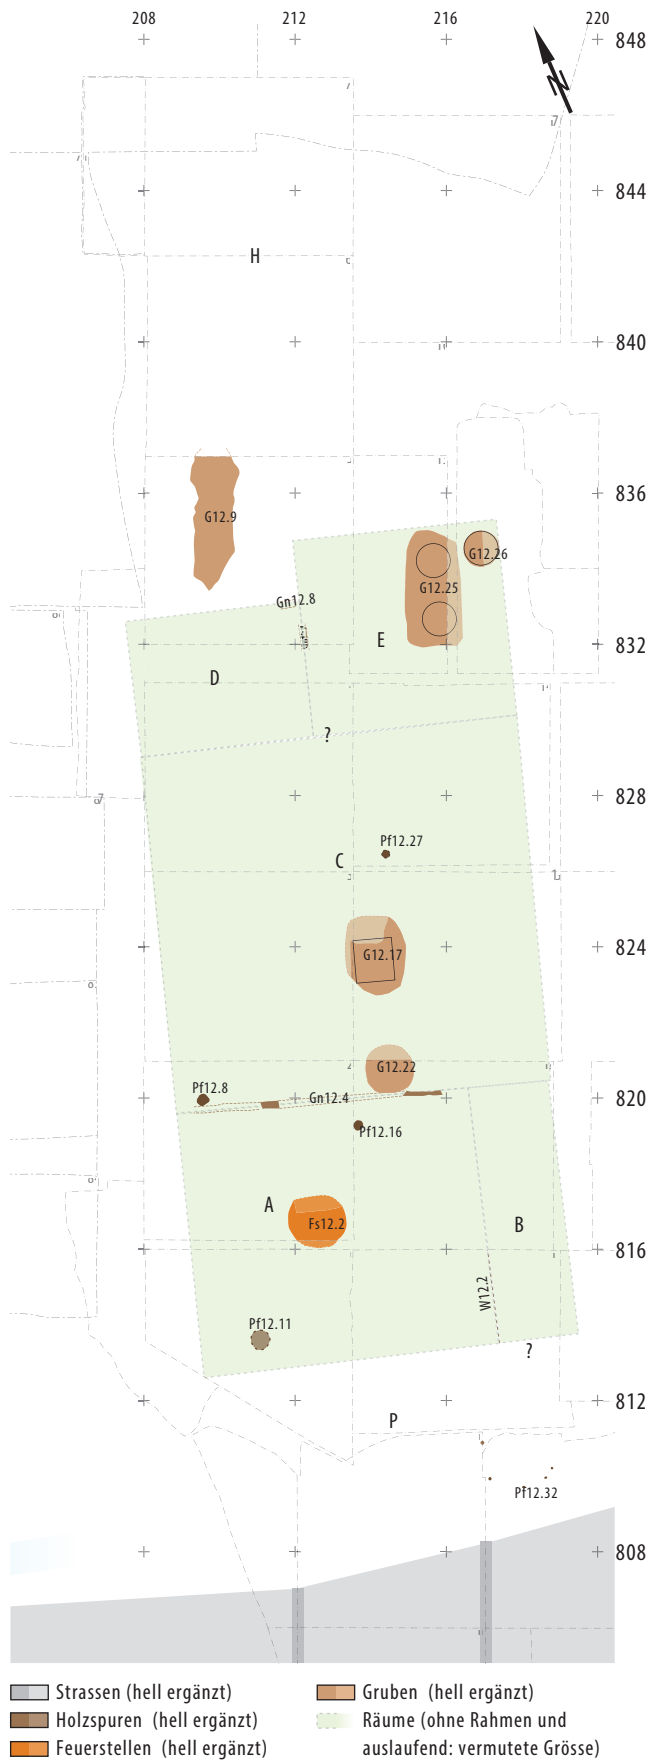 208 212 216 220
848
N
844
H
840
836
G12.9
G12.26
G12.25
Gn12.8
832
E
D
?
828
Pf12.27
C
824
G12.17
G12.22
Pf12.8
Gn12.4
820
Pf12.16
A
Fs12.2
B
816
W12.2
Pf12.11
?
812
P
Pf12.32
808
Strassen (hell ergänzt)
Holzspuren (hell ergänzt)
Feuerstellen (hell ergänzt)
Gruben (hell ergänzt)
Räume (ohne Rahmen und
auslaufend: vermutete Grösse)